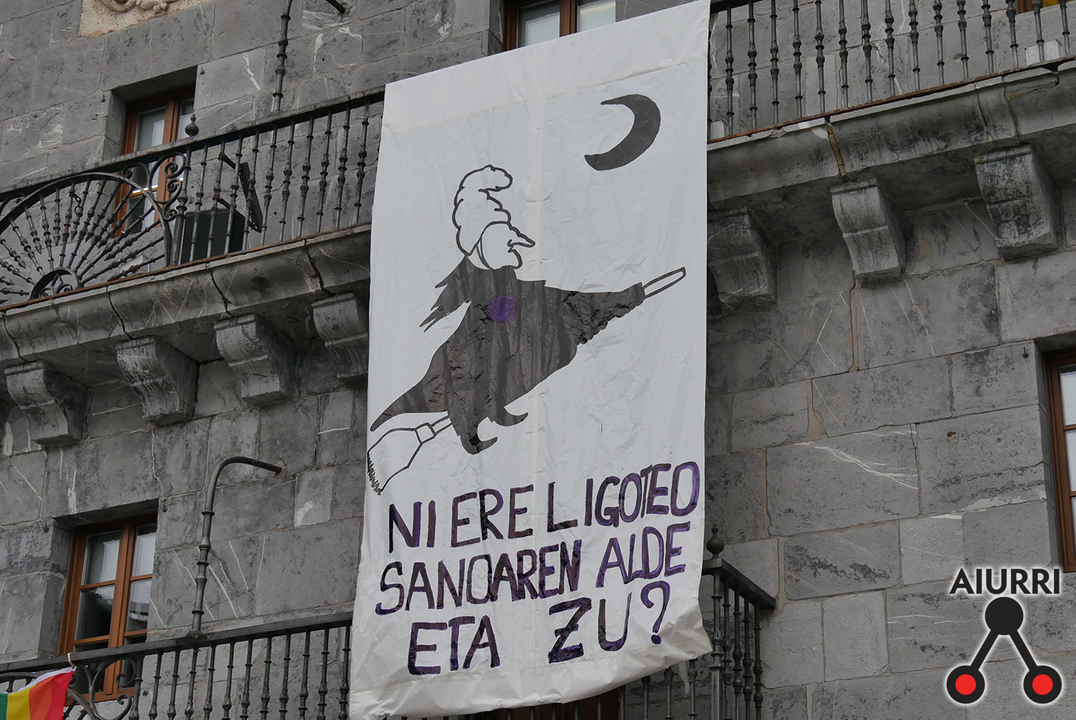 NI ERE LIGOTEO
SANOAREN ALDE
ETA ZU?
AIURRI